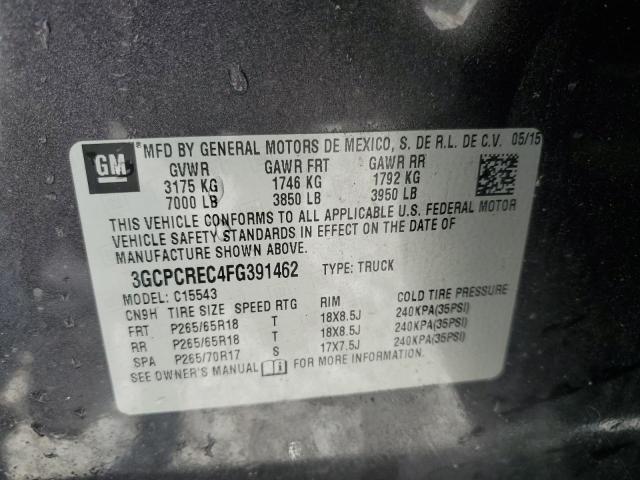 GM
*MFD BY GENERAL MOTORS DE MEXICO, S. DE R.L. DE C.V. 05/15
GVWR GAWR FRT GAWR RR
3175 KG 1746 KG 1792 KG
7000 LB 3850 LB 3950 LB
THIS VEHICLE CONFORMS TO ALL APPLICABLE U.S. FEDERAL MOTOR
VEHICLE SAFETY STANDARDS IN EFFECT ON THE DATE OF
MANUFACTURE SHOWN ABOVE.
3GCPCREC4FG391462 TYPE: TRUCK
MODEL: C15543
CN9H TIRE SIZE SPEED RTG RIM COLD TIRE PRESSURE
FRT P265/65R18 T 18X8.5J 240KPA(35PSI)
RR P265/65R18 T 18X8.5J 240KPA(35PSI)
SPA P265/70R17 S 17X7.5J 240KPA(35PSI)
SEE OWNER'S MANUAL FOR MORE INFORMATION.